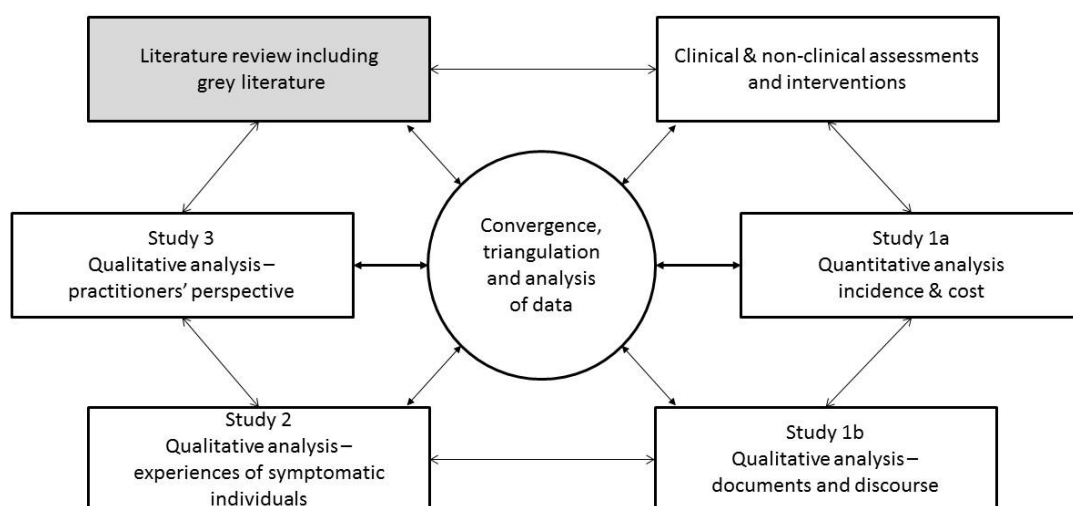 Literature review including
grey literature
Clinical & non-clinical assessments
and interventions
Study 3
Qualitative analysis –
practitioners’ perspective
Convergence,
triangulation
and analysis
of data
Study 1a
Quantitative analysis
incidence & cost
Study 2
Qualitative analysis –
experiences of symptomatic
individuals
Study 1b
Qualitative analysis –
documents and discourse